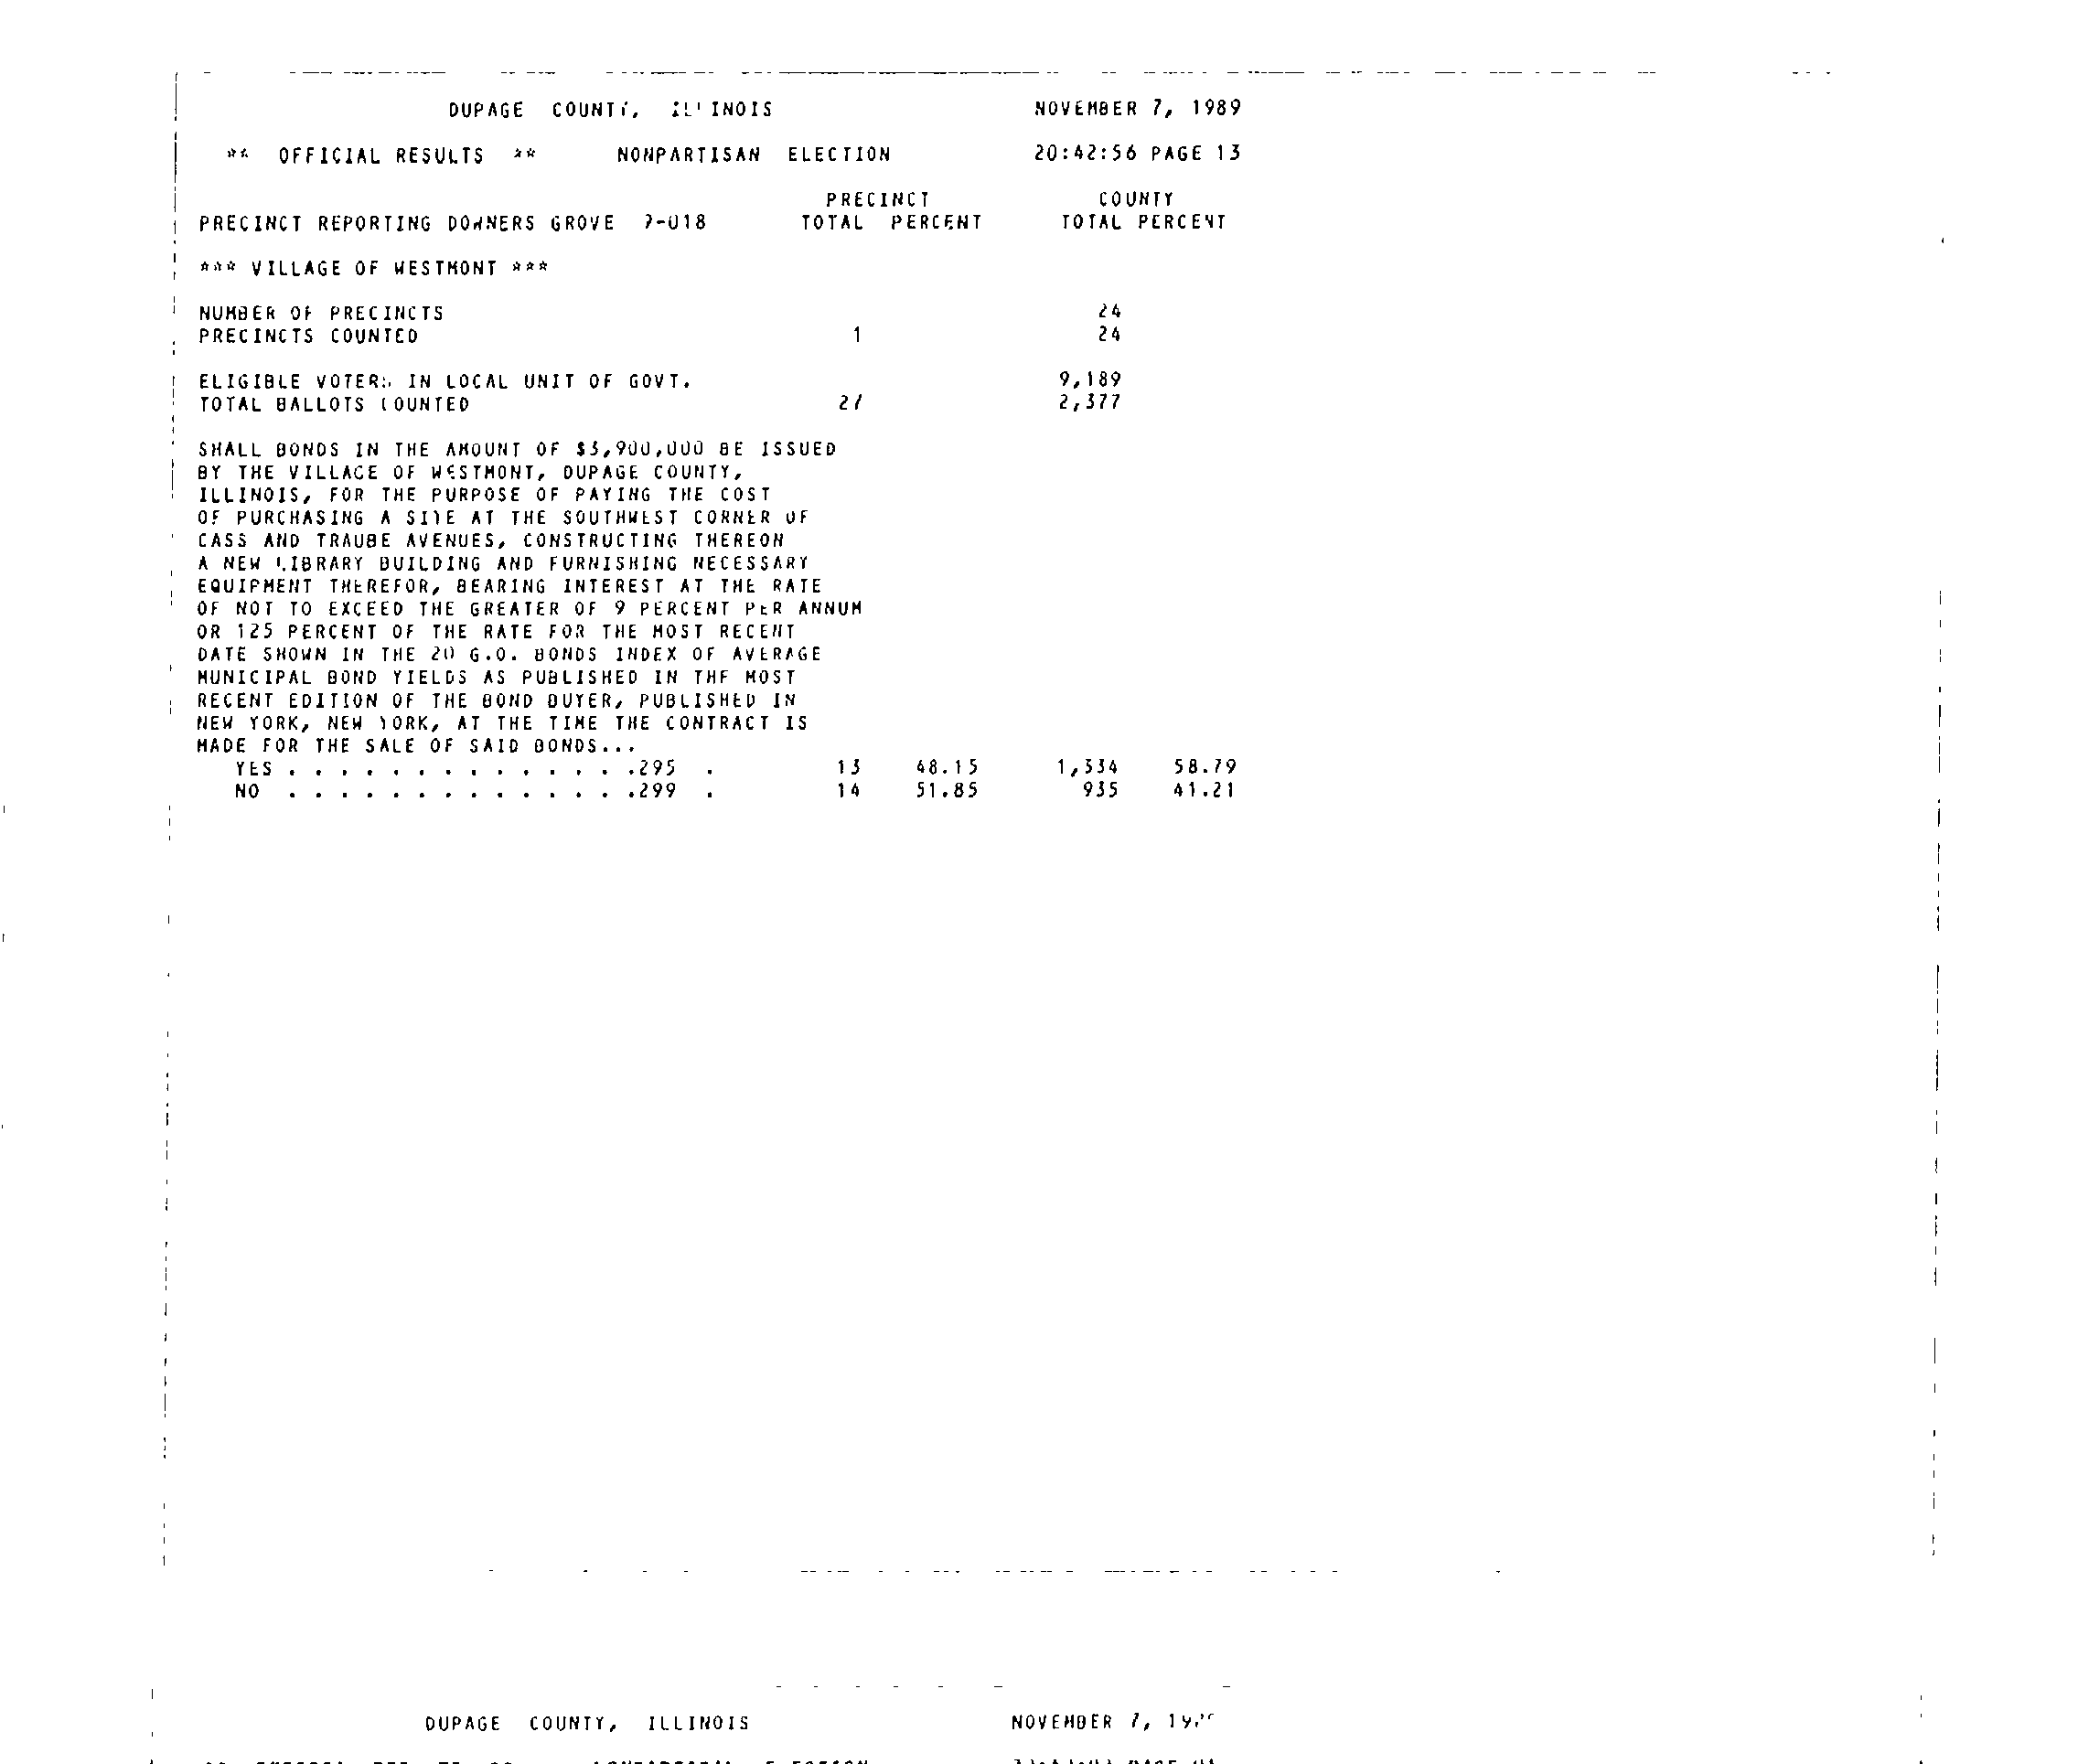 DUPAGE COUNTY, ILLINOIS NOVEMBER 7, 1989
** OFFICIAL RESULTS ** NONPARTISAN ELECTION 20:42:56 PAGE 13
PRECINCT COUNTY
PRECINCT REPORTING DOWNERS GROVE TOTAL PERCENT TOTAL PERCENT
*** VILLAGE OF WESTMONT ***
NUMBER OF PRECINCTS 24
PRECINCTS COUNTED 1 24
ELIGIBLE VOTERS IN LOCAL UNIT OF GOVT. 9,189
TOTAL BALLOTS COUNTED 27 2,377
SHALL BONDS IN THE AMOUNT OF $3,900,000 BE ISSUED
BY THE VILLAGE OF WESTMONT, DUPAGE COUNTY,
ILLINOIS, FOR THE PURPOSE OF PAYING THE COST
OF PURCHASING A SITE AT THE SOUTHWEST CORNER OF
CASS AND TRAUBE AVENUES, CONSTRUCTING THEREON
A NEW LIBRARY BUILDING AND FURNISHING NECESSARY
EQUIPMENT THEREFOR, BEARING INTEREST AT THE RATE
OF NOT TO EXCEED THE GREATER OF 9 PERCENT PER ANNUM
OR 125 PERCENT OF THE RATE FOR THE MOST RECENT
DATE SHOWN IN THE 20 G.O. BONDS INDEX OF AVERAGE
MUNICIPAL BOND YIELDS AS PUBLISHED IN THE MOST
RECENT EDITION OF THE BOND BUYER, PUBLISHED IN
NEW YORK, NEW YORK, AT THE TIME THE CONTRACT IS
MADE FOR THE SALE OF SAID BONDS...
YES . . . . . . . . . . . . . .295 . 13 48.15 1,334 58.79
NO . . . . . . . . . . . . . .299 . 14 51.85 935 41.21
DUPAGE COUNTY, ILLINOIS NOVEMBER 7,